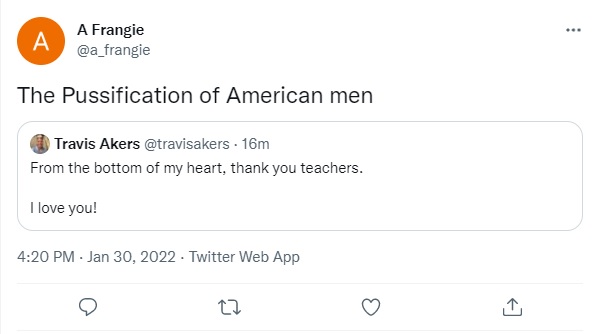 A
A Frangie
@a_frangie
The Pussification of American men
Travis Akers @travisakers · 16m
From the bottom of my heart, thank you teachers.
I love you!
4:20 PM · Jan 30, 2022 · Twitter Web App